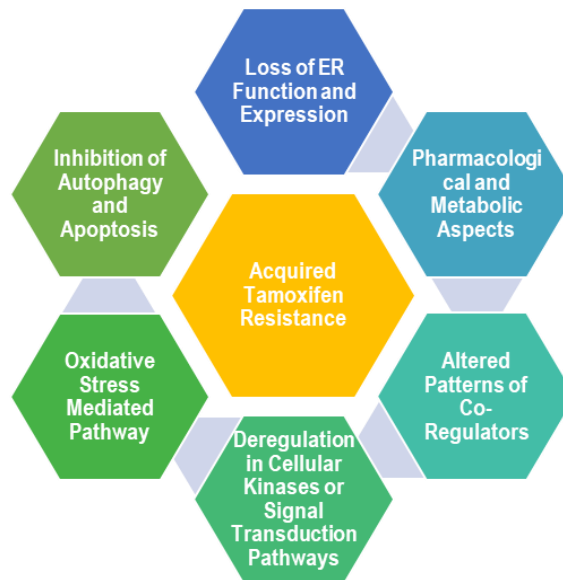 Loss of ER
Function and
Expression
Inhibition of
Autophagy
and
Apoptosis
Pharmacologi
cal and
Metabolic
Aspects
Acquired
Tamoxifen
Resistance
Oxidative
Stress
Mediated
Pathway
Altered
Patterns of
Co-
Regulators
Deregulation
in Cellular
Kinases or
Signal
Transduction
Pathways